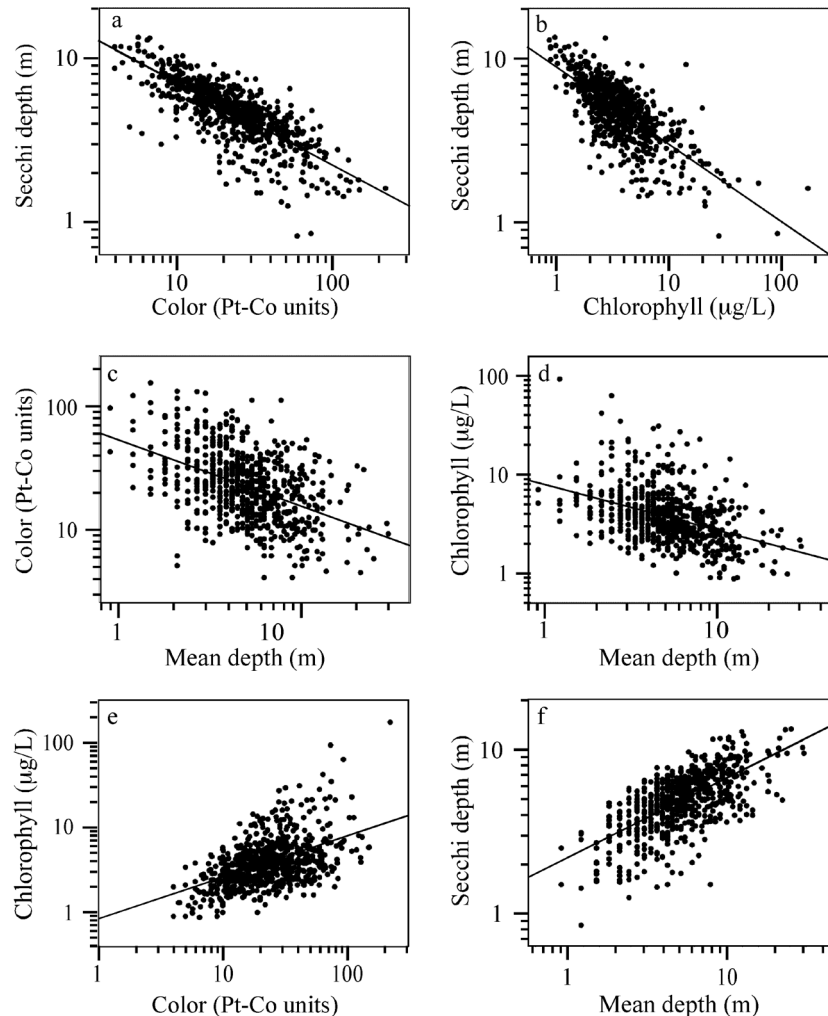 a
10
1
Secchi depth (m)
10
100
Color (Pt-Co units)
b
10
1
Secchi depth (m)
1
10
100
Chlorophyll (μg/L)
c
100
10
Color (Pt-Co units)
1
10
Mean depth (m)
d
100
10
1
Chlorophyll (μg/L)
1
10
Mean depth (m)
e
100
10
1
Chlorophyll (μg/L)
1
10
100
Color (Pt-Co units)
f
10
1
Secchi depth (m)
1
10
Mean depth (m)